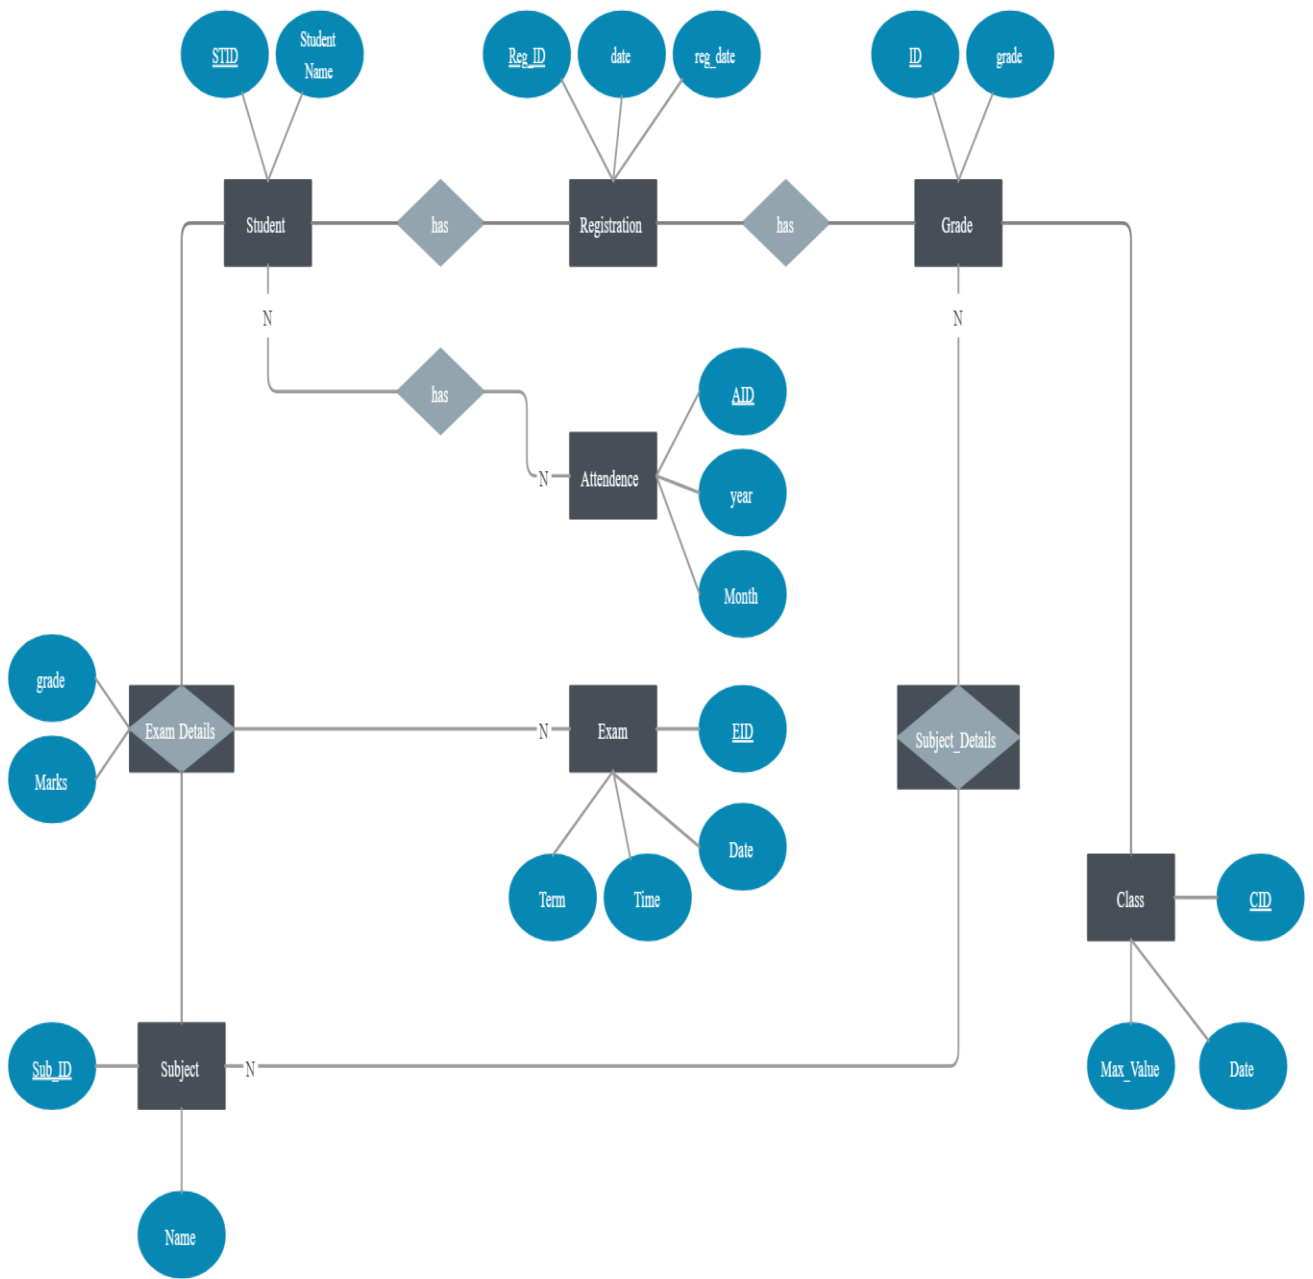 STID
Student
Name
Reg_ID
date
reg_date
ID
grade
Student
has
Registration
has
Grade
N
N
has
AID
Attendence
N
year
Month
grade
Exam Details
N
Exam
EID
Subject_Details
Marks
Date
Term
Time
Class
CID
Sub_ID
Subject
N
Max_Value
Date
Name